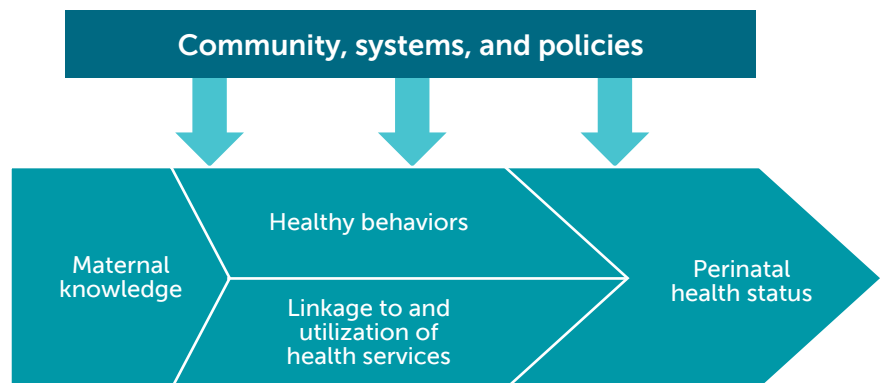 Community, systems, and policies
Maternal
knowledge
Healthy behaviors
Linkage to and
utilization of
health services
Perinatal
health status